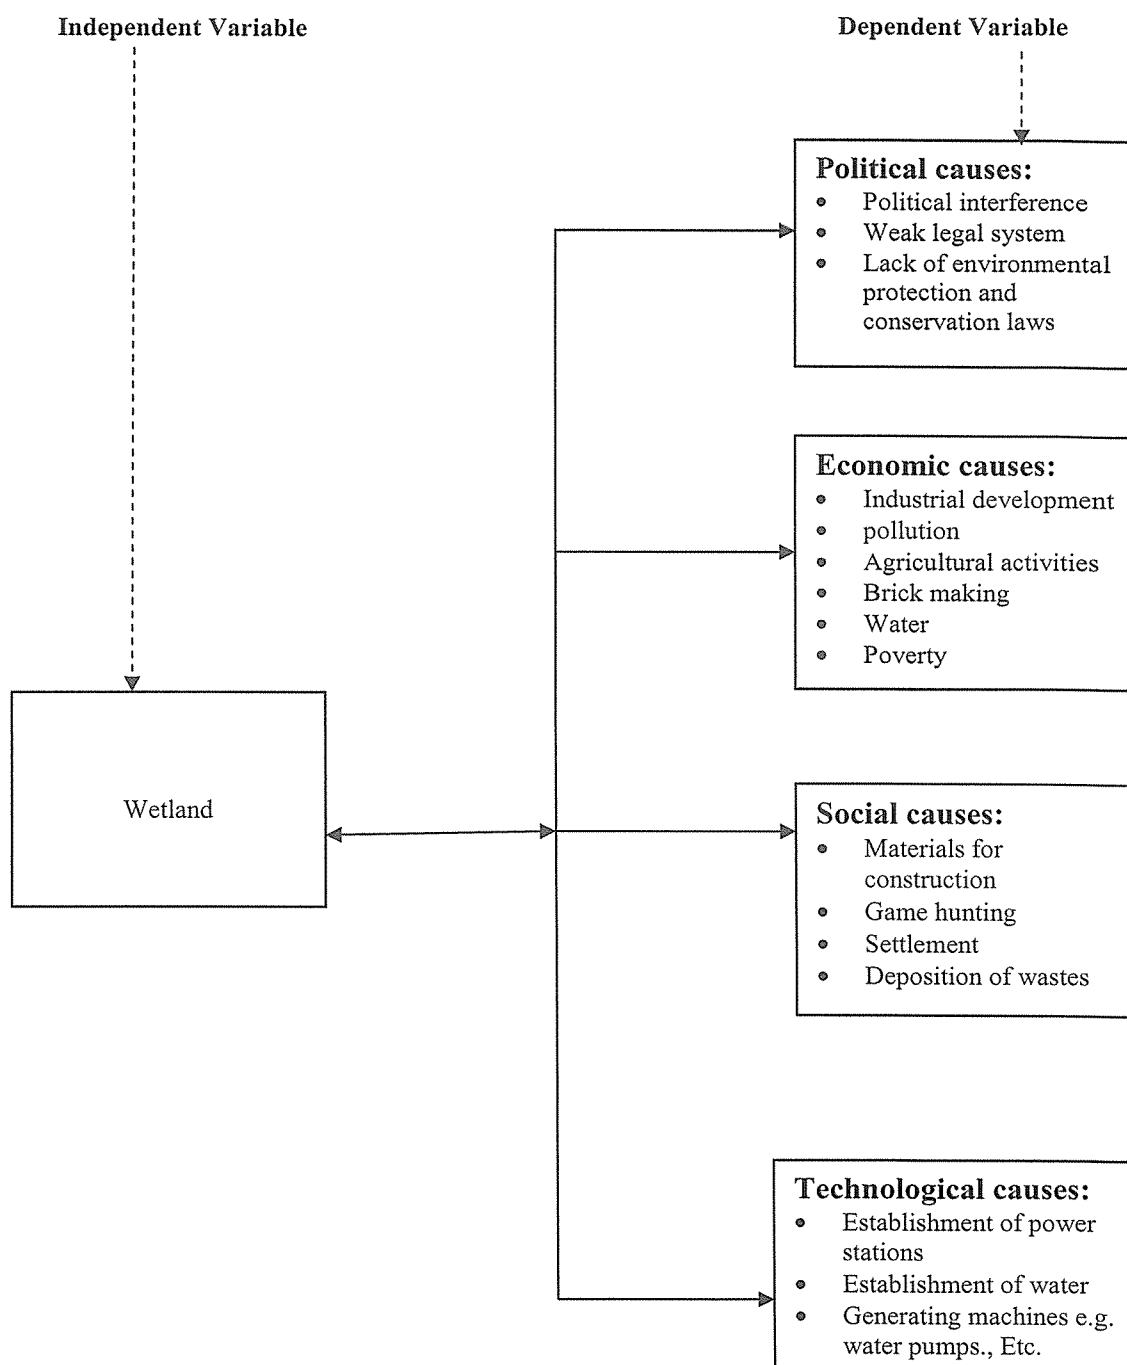 Independent Variable
Dependent Variable
Political causes:
• Political interference
• Weak legal system
• Lack of environmental
protection and
conservation laws
Economic causes:
• Industrial development
• pollution
• Agricultural activities
• Brick making
• Water
• Poverty
Wetland
Social causes:
• Materials for
construction
• Game hunting
• Settlement
• Deposition of wastes
Technological causes:
• Establishment of power
stations
• Establishment of water
• Generating machines e.g.
water pumps., Etc.